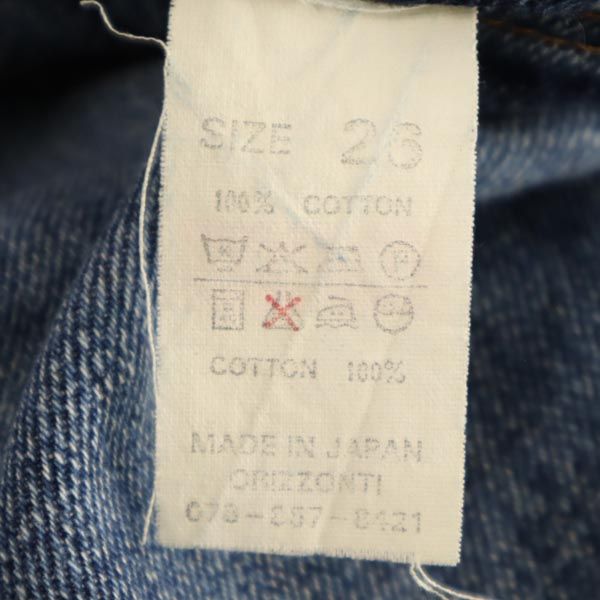 SIZE 26
100% COTTON
COTTON 100%
MADE IN JAPAN
ORIZZONTI
078-857-8421